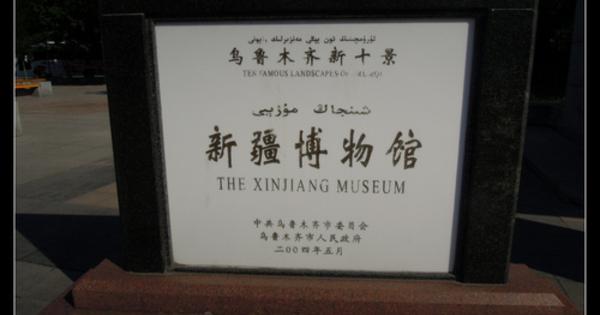 乌鲁木齐新十景
TEN FAMOUS LANDSCAPES
شىنجاڭ مۇزېيى
新疆博物馆
THE XINJIANG MUSEUM
中共乌鲁木齐市委员会
乌鲁木齐市人民政府
二〇〇四年五月